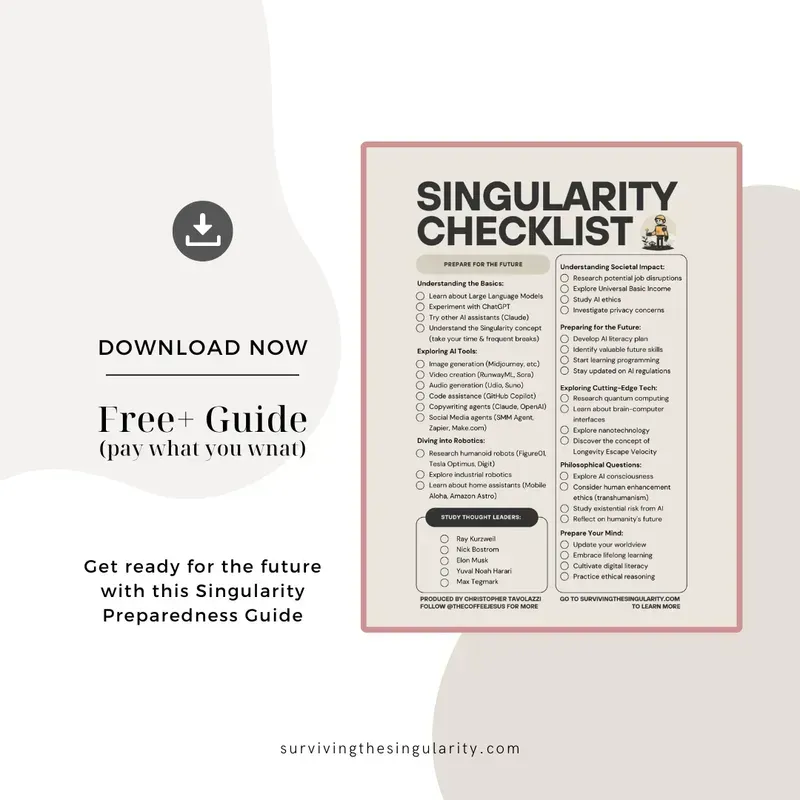 DOWNLOAD NOW
Free+ Guide
(pay what you wnat)
Get ready for the future
with this Singularity
Preparedness Guide
SINGULARITY
CHECKLIST
PREPARE FOR THE FUTURE
Understanding the Basics:
Learn about Large Language Models
Experiment with ChatGPT
Try other AI assistants (Claude)
Understand the Singularity concept
(take your time & frequent breaks)
Exploring AI Tools:
Image generation (Midjourney, etc)
Video creation (RunwayML, Sora)
Audio generation (Udio, Suno)
Code assistance (GitHub Copilot)
Copywriting agents (Claude, OpenAI)
Social Media agents (SMM Agent,
Zapier, Make.com)
Diving into Robotics:
Research humanoid robots (Figure01,
Tesla Optimus, Digit)
Explore industrial robotics
Learn about home assistants (Mobile
Aloha, Amazon Astro)
STUDY THOUGHT LEADERS:
Ray Kurzweil
Nick Bostrom
Elon Musk
Yuval Noah Harari
Max Tegmark
PRODUCED BY CHRISTOPHER TAVOLAZZI
FOLLOW @THECOFFEEJESUS FOR MORE
Understanding Societal Impact:
Research potential job disruptions
Explore Universal Basic Income
Study AI ethics
Investigate privacy concerns
Preparing for the Future:
Develop AI literacy plan
Identify valuable future skills
Start learning programming
Stay updated on AI regulations
Exploring Cutting-Edge Tech:
Research quantum computing
Learn about brain-computer
interfaces
Explore nanotechnology
Discover the concept of
Longevity Escape Velocity
Philosophical Questions:
Explore AI consciousness
Consider human enhancement
ethics (transhumanism)
Study existential risk from AI
Reflect on humanity's future
Prepare Your Mind:
Update your worldview
Embrace lifelong learning
Cultivate digital literacy
Practice ethical reasoning
GO TO SURVIVINGTHESINGULARITY.COM
TO LEARN MORE
survivingthesingularity.com